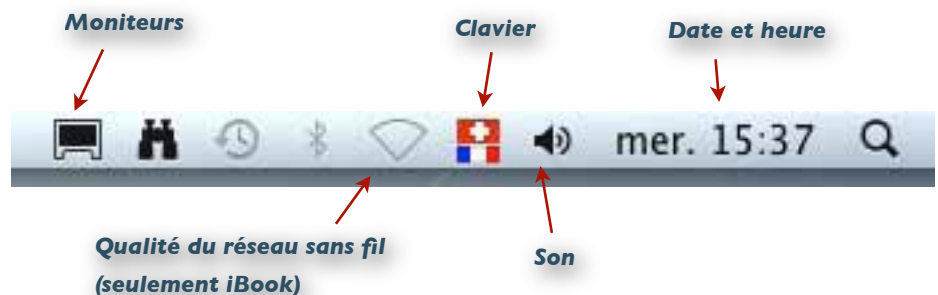 Moniteurs
Clavier
Date et heure
mer. 15:37
Qualité du réseau sans fil
(seulement iBook)
Son